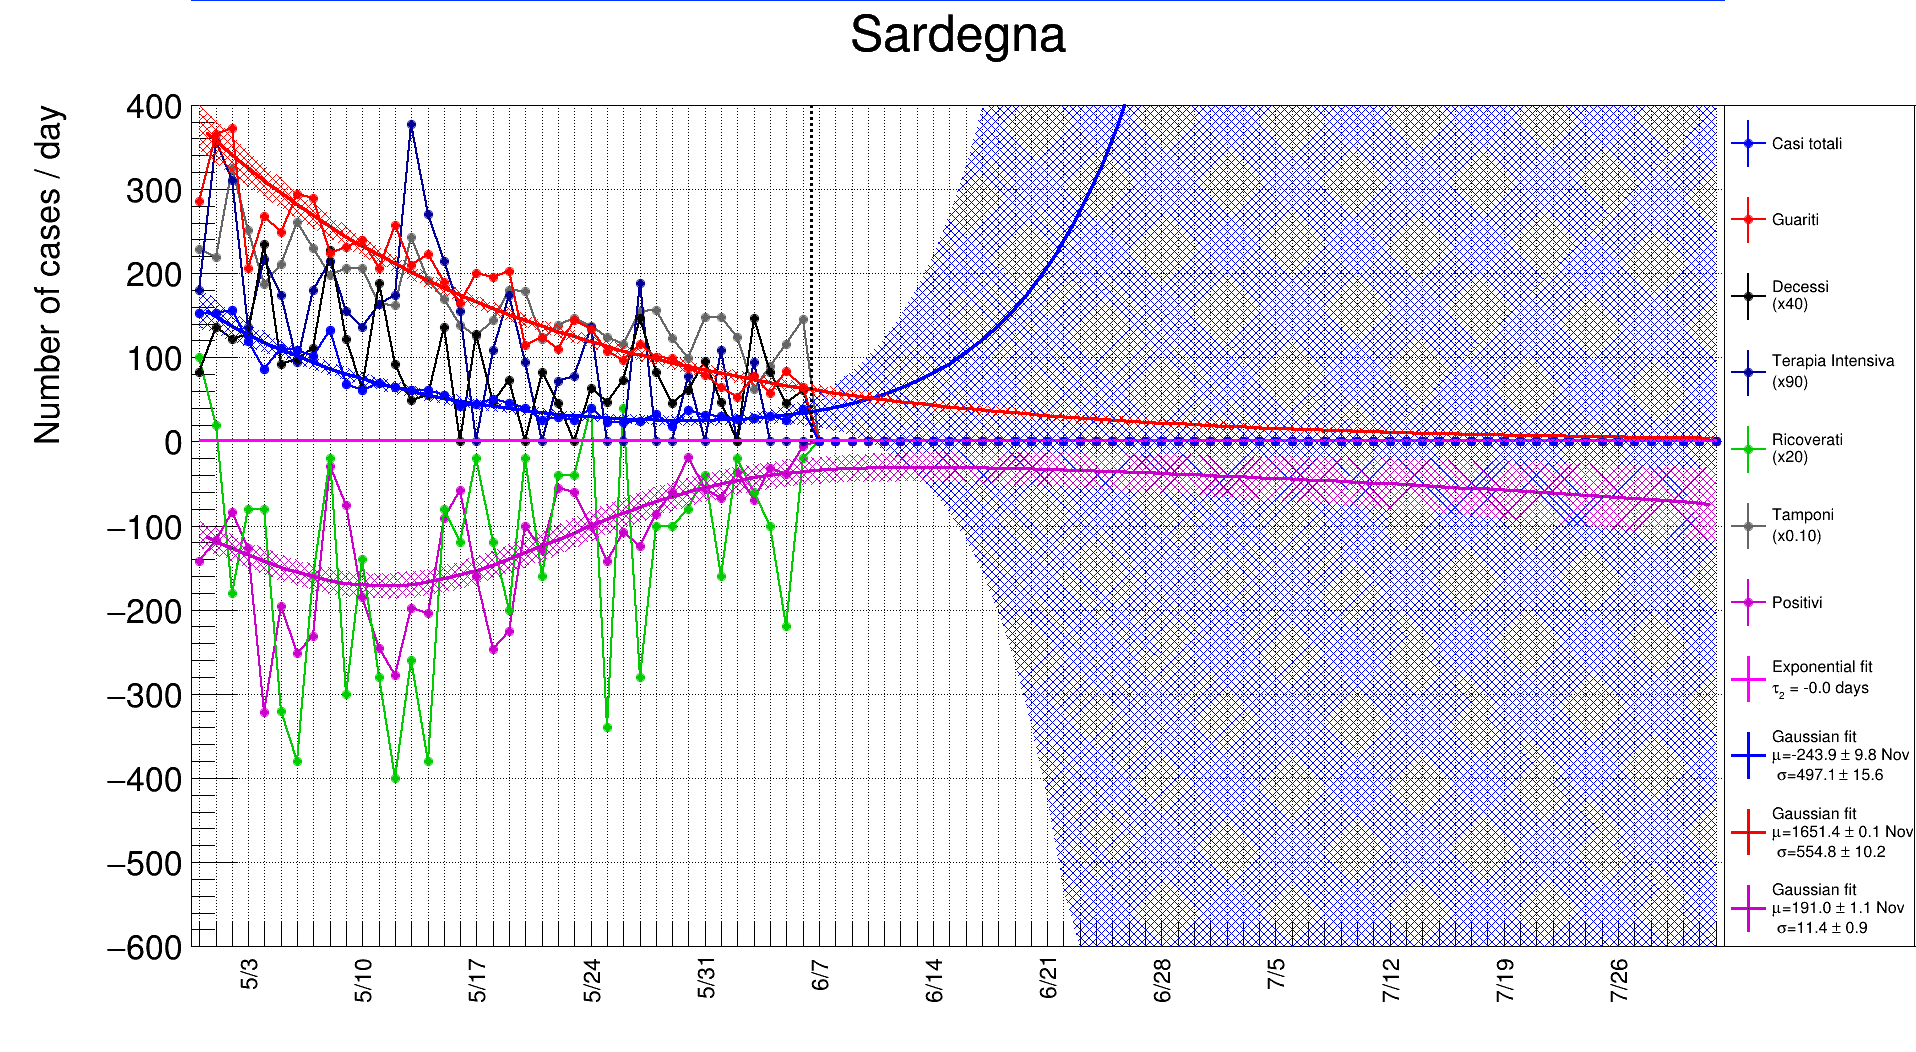 Sardegna
Number of cases / day
400
300
200
100
0
−100
−200
−300
−400
−500
−600
5/3
5/10
5/17
5/24
5/31
6/7
6/14
6/21
6/28
7/5
7/12
7/19
7/26
Casi totali
Guariti
Decessi
(x40)
Terapia Intensiva
(x90)
Ricoverati
(x20)
Tamponi
(x0.10)
Positivi
Exponential fit
τ2 = -0.0 days
Gaussian fit
μ=-243.9 ± 9.8 Nov
σ=497.1 ± 15.6
Gaussian fit
μ=1651.4 ± 0.1 Nov
σ=554.8 ± 10.2
Gaussian fit
μ=191.0 ± 1.1 Nov
σ=11.4 ± 0.9